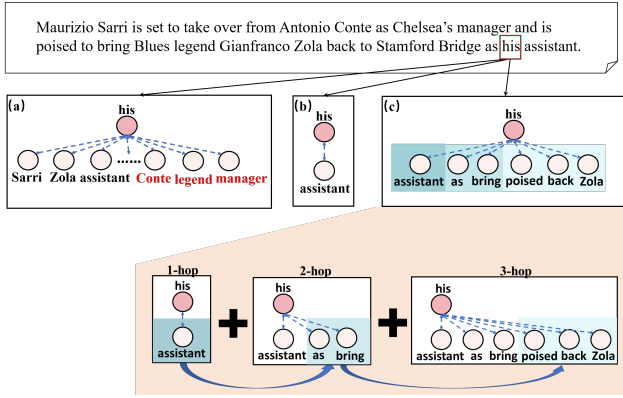 Maurizio Sarri is set to take over from Antonio Conte as Chelsea's manager and is
poised to bring Blues legend Gianfranco Zola back to Stamford Bridge as his assistant.
(a)
his
Sarri Zola assistant ...... Conte legend manager
(b)
his
assistant
(c)
his
assistant as bring poised back Zola
1-hop
his
assistant
+
2-hop
his
assistant as bring
+
3-hop
his
assistant as bring poised back Zola